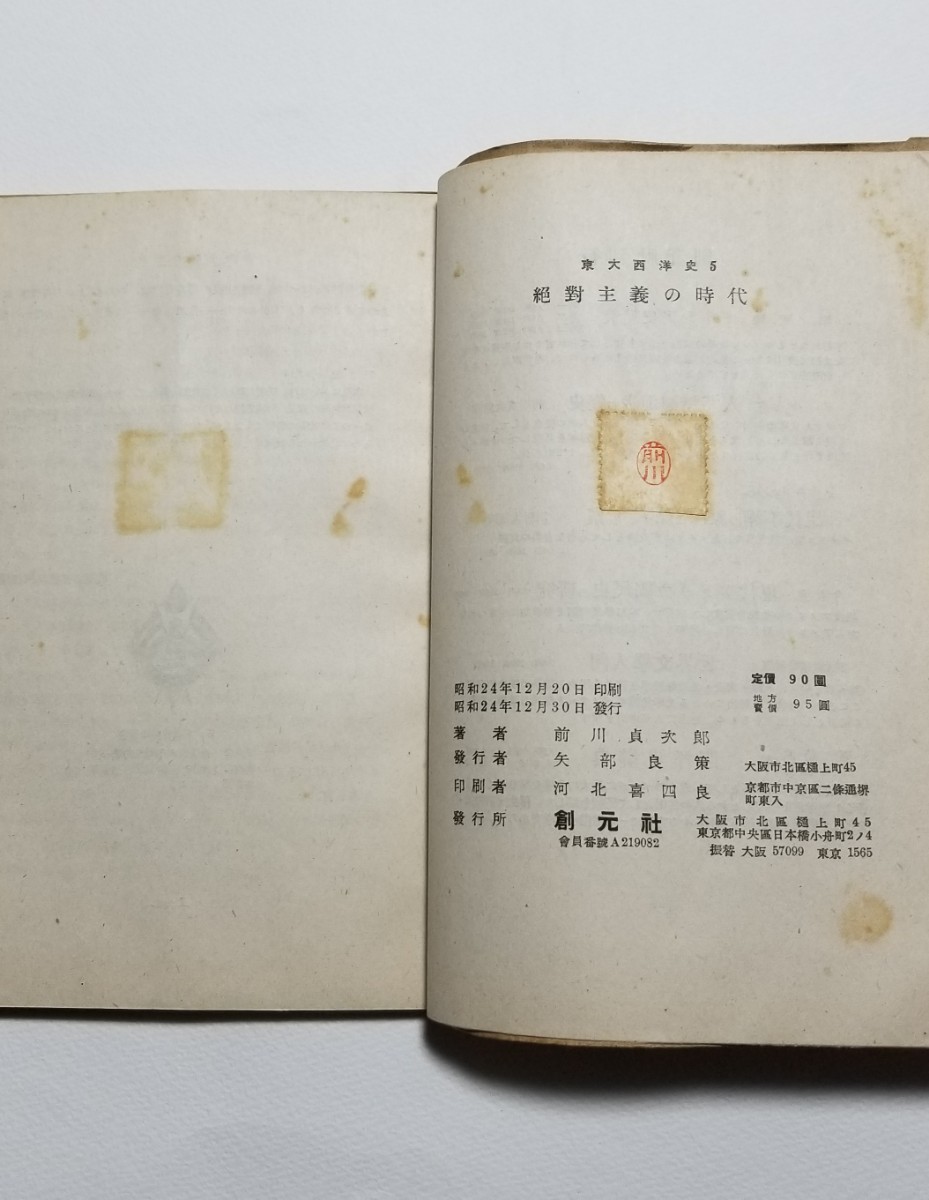 東大西洋史5
絕對主義の時代
前川
定價 90圓
地方賣價 95圓
昭和24年12月20日 印刷
昭和24年12月30日 發行
著者 前川貞次郎
發行者 矢部良策 大阪市北區樋上町45
印刷者 河北喜四良 京都市中京區二條通堺
町東入
發行所 創元社 大阪市北區樋上町45
東京都中央區日本橋小舟町2ノ4
會員番號A219082 振替 大阪 57099 東京 1565